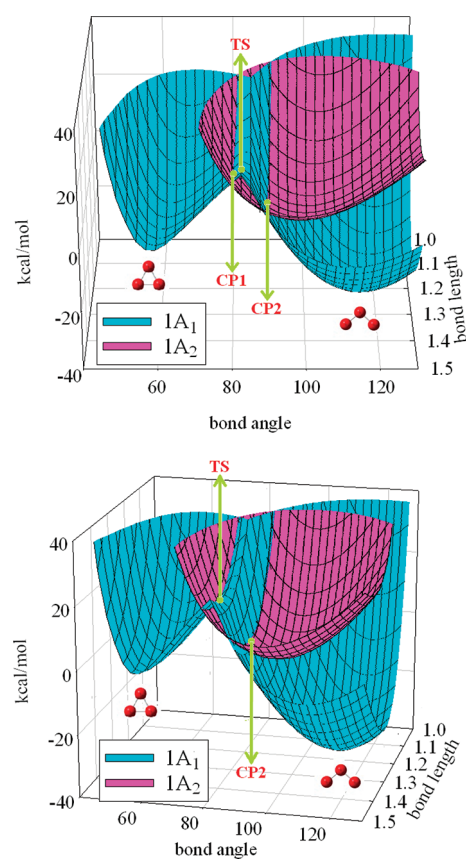 TS
40
20
0
-20
-40
kcal/mol
CP1
CP2
1A1
1A2
60
80
100
120
bond angle
1.0
1.1
1.2
1.3
1.4
1.5
bond length
TS
40
20
0
-20
-40
kcal/mol
CP2
1A1
1A2
60
80
100
120
bond angle
1.0
1.1
1.2
1.3
1.4
1.5
bond length